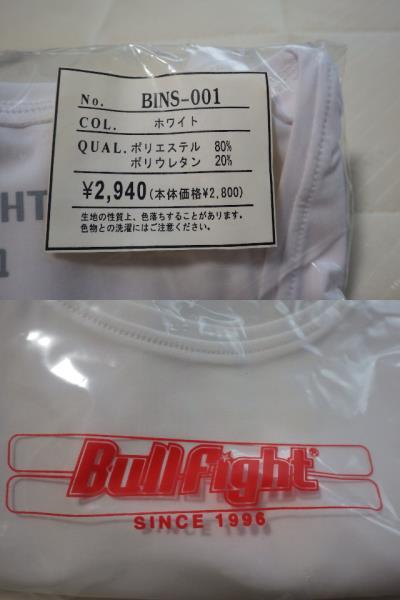 No. BINS-001
COL. ホワイト
QUAL. ポリエステル 80%
ポリウレタン 20%
¥2,940(本体価格¥2,800)
生地の性質上、色落ちすることがあります。
色物との洗濯にはご注意ください。
HT
Bull-fight®
SINCE 1996